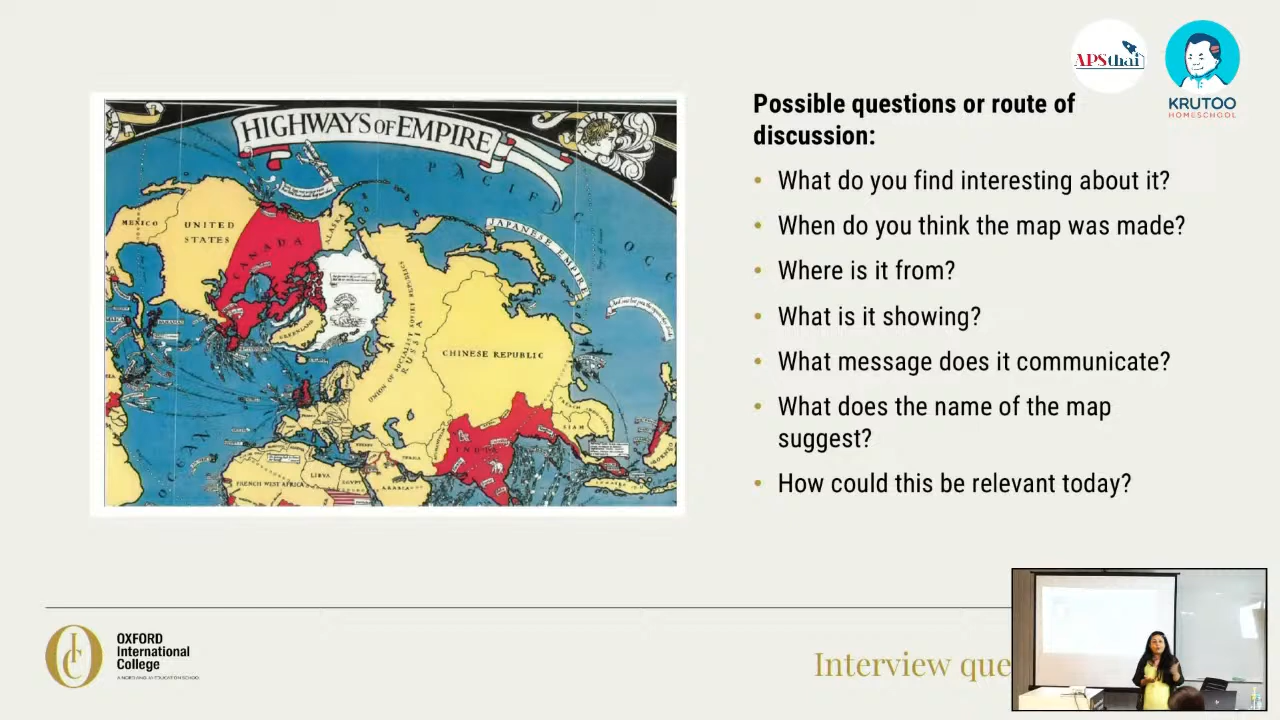 APSthai
KRUTOO
HOMESCHOOL
Possible questions or route of
discussion:
• What do you find interesting about it?
• When do you think the map was made?
• Where is it from?
• What is it showing?
• What message does it communicate?
• What does the name of the map
suggest?
• How could this be relevant today?
HIGHWAYS OF EMPIRE
PACIFIC
OC
MEXICO
UNITED
STATES
CANADA
ALASKA
JAPANESE EMPIRE
GREENLAND
UNION OF SOCIALIST SOVIET REPUBLICS
RUSSIA
CHINESE REPUBLIC
INDIA
SIAM
FRENCH WEST AFRICA
LIBYA
EGYPT
ARABIA
OXFORD
International
College
Interview que